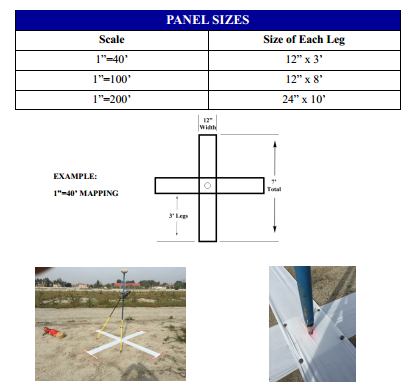 PANEL SIZES
Scale Size of Each Leg
1”=40’ 12” x 3’
1”=100’ 12” x 8’
1”=200’ 24” x 10’
12"
Width
EXAMPLE:
1”=40’ MAPPING
7'
Total
3' Legs